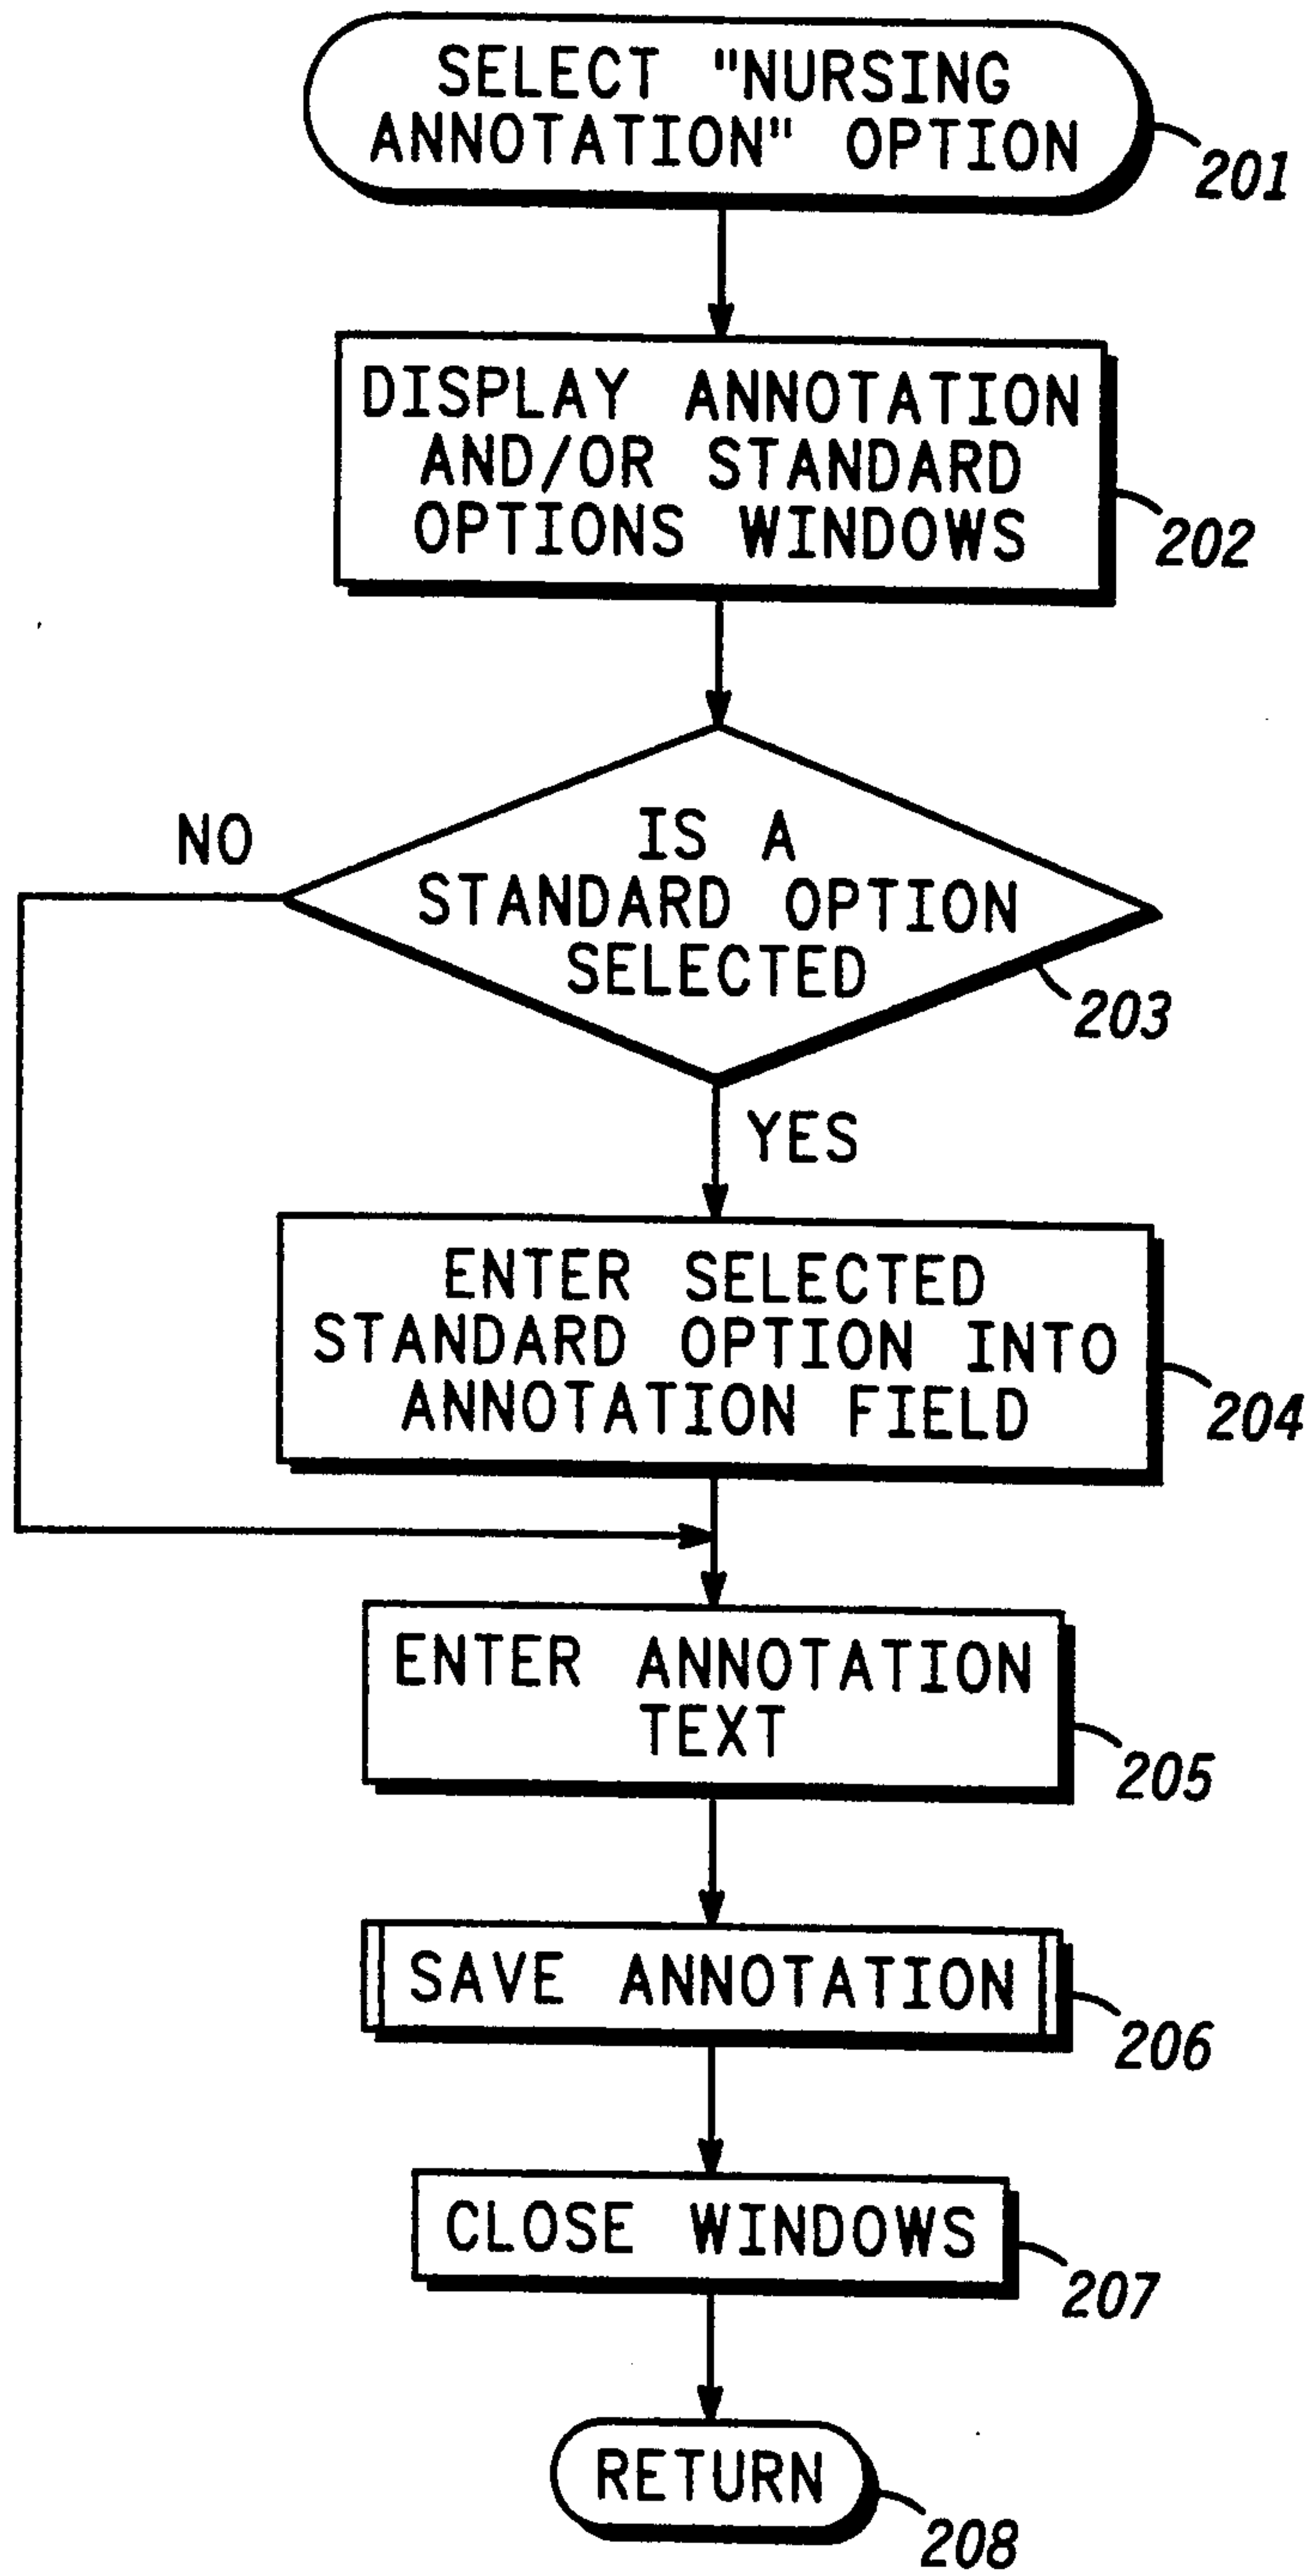 SELECT "NURSING
ANNOTATION" OPTION
201
DISPLAY ANNOTATION
AND/OR STANDARD
OPTIONS WINDOWS
202
NO
IS A
STANDARD OPTION
SELECTED
203
YES
ENTER SELECTED
STANDARD OPTION INTO
ANNOTATION FIELD
204
ENTER ANNOTATION
TEXT
205
SAVE ANNOTATION
206
CLOSE WINDOWS
207
RETURN
208